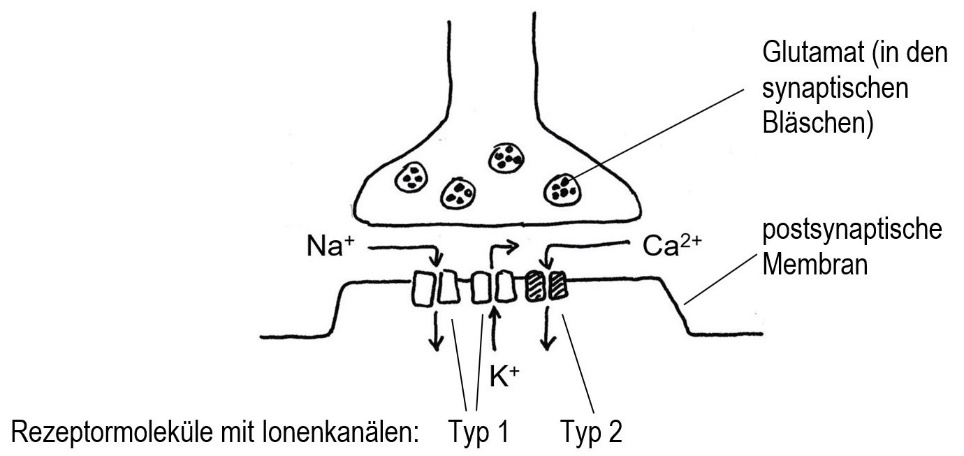 Glutamat (in den
synaptischen
Bläschen)
Na⁺
Ca²⁺
postsynaptische
Membran
K⁺
Rezeptormoleküle mit Ionenkanälen: Typ 1 Typ 2